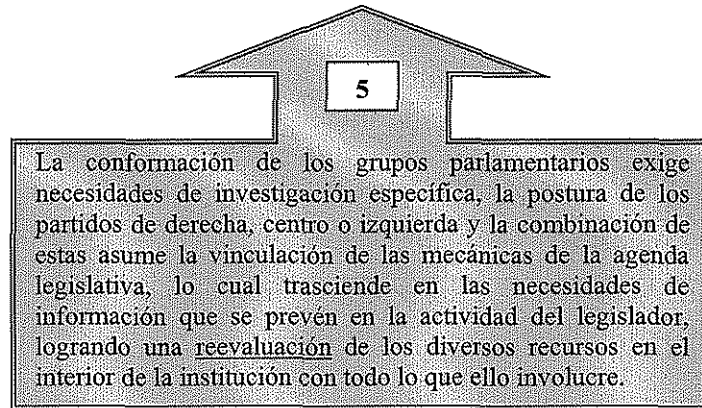 5
La conformación de los grupos parlamentarios exige
necesidades de investigación específica, la postura de los
partidos de derecha, centro o izquierda y la combinación de
estas asume la vinculación de las mecánicas de la agenda
legislativa, lo cual trasciende en las necesidades de
información que se prevén en la actividad del legislador,
logrando una reevaluación de los diversos recursos en el
interior de la institución con todo lo que ello involucre.